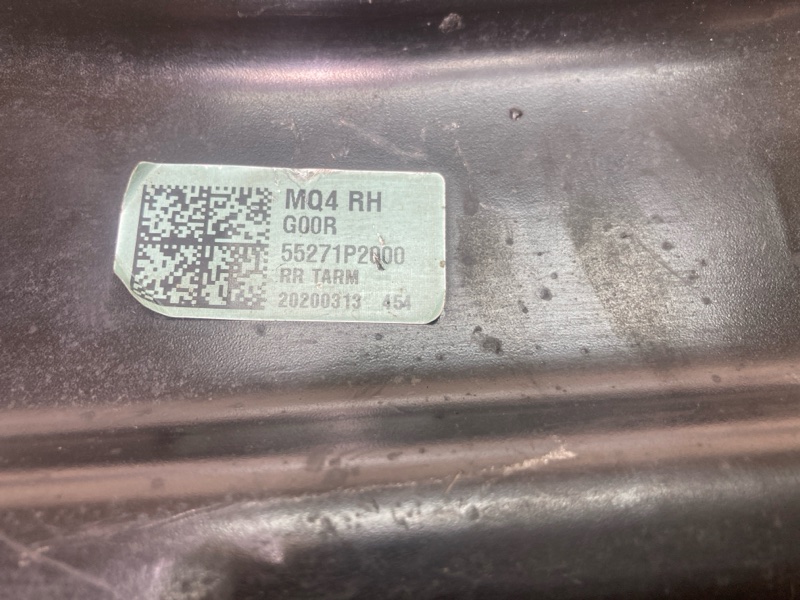 MQ4 RH
G00R
55271P2000
RR TARM
20200313 454